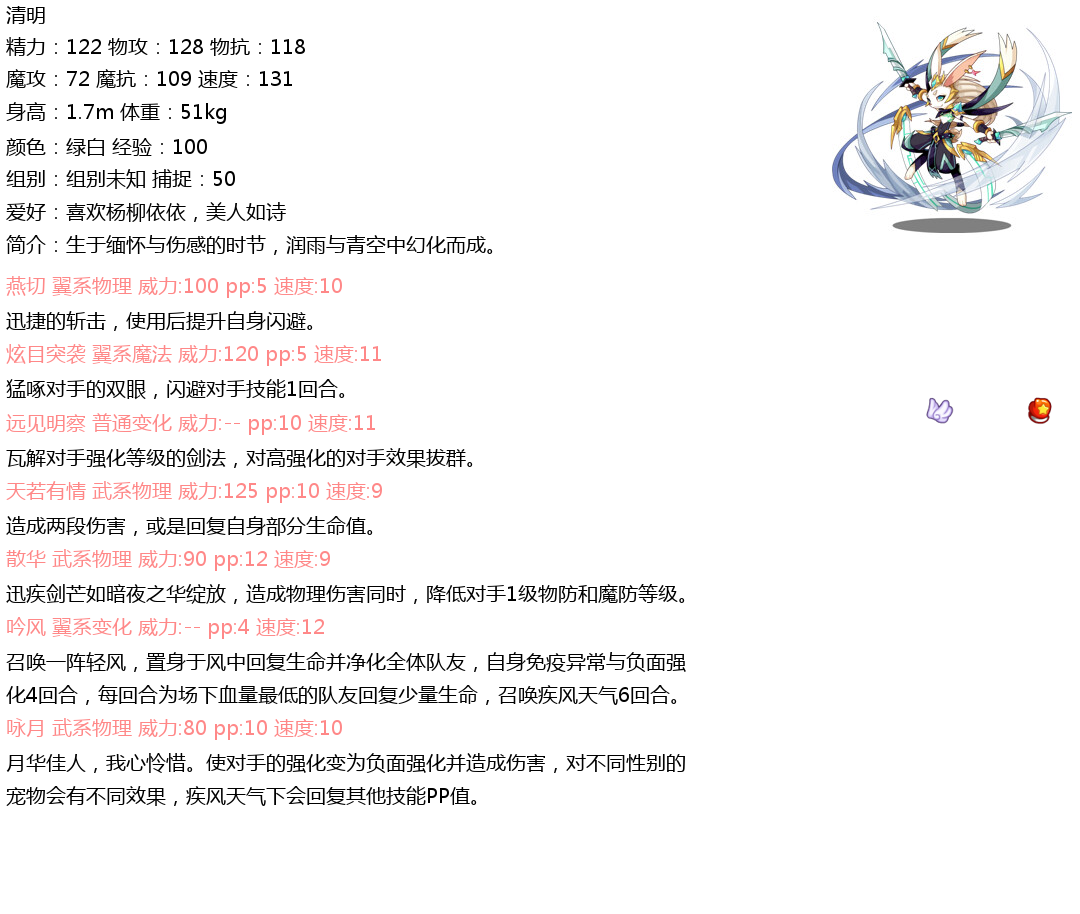 清明
精力：122 物攻：128 物抗：118
魔攻：72 魔抗：109 速度：131
身高：1.7m 体重：51kg
颜色：绿白 经验：100
组别：组别未知 捕捉：50
爱好：喜欢杨柳依依，美人如诗
简介：生于缅怀与伤感的时节，润雨与青空中幻化而成。
燕切 翼系物理 威力:100 pp:5 速度:10
迅捷的斩击，使用后提升自身闪避。
炫目突袭 翼系魔法 威力:120 pp:5 速度:11
猛啄对手的双眼，闪避对手技能1回合。
远见明察 普通变化 威力:-- pp:10 速度:11
瓦解对手强化等级的剑法，对高强化的对手效果拔群。
天若有情 武系物理 威力:125 pp:10 速度:9
造成两段伤害，或是回复自身部分生命值。
散华 武系物理 威力:90 pp:12 速度:9
迅疾剑芒如暗夜之华绽放，造成物理伤害同时，降低对手1级物防和魔防等级。
吟风 翼系变化 威力:-- pp:4 速度:12
召唤一阵轻风，置身于风中回复生命并净化全体队友，自身免疫异常与负面强
化4回合，每回合为场下血量最低的队友回复少量生命，召唤疾风天气6回合。
咏月 武系物理 威力:80 pp:10 速度:10
月华佳人，我心怜惜。使对手的强化变为负面强化并造成伤害，对不同性别的
宠物会有不同效果，疾风天气下会回复其他技能PP值。